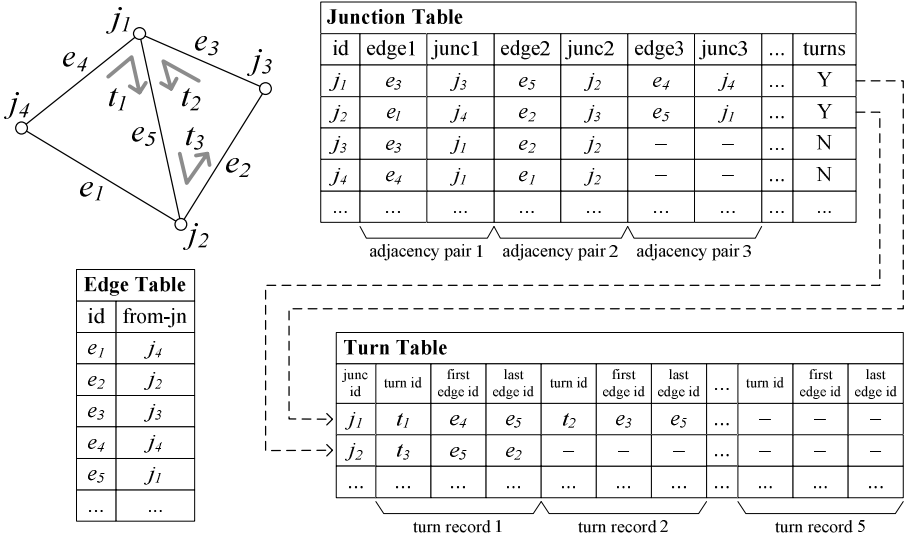 j1
e3
j3
e4
t1
t2
j4
e5
t3
e2
e1
j2
Junction Table
id edge1 junc1 edge2 junc2 edge3 junc3 ... turns
j1 e3 j3 e5 j2 e4 j4 ... Y
j2 e1 j4 e2 j3 e5 j1 ... Y
j3 e3 j1 e2 j2 – – ... N
j4 e4 j1 e1 j2 – – ... N
... ... ... ... ... ... ... ... ...
adjacency pair 1 adjacency pair 2 adjacency pair 3
Edge Table
id from-jn
e1 j4
e2 j2
e3 j3
e4 j4
e5 j1
... ...
Turn Table
junc id turn id first edge id last edge id turn id first edge id last edge id ... turn id first edge id last edge id
j1 t1 e4 e5 t2 e3 e5 ... – – –
j2 t3 e5 e2 – – – ... – – –
... ... ... ... ... ... ... ... ... ... ...
turn record 1 turn record 2 turn record 5